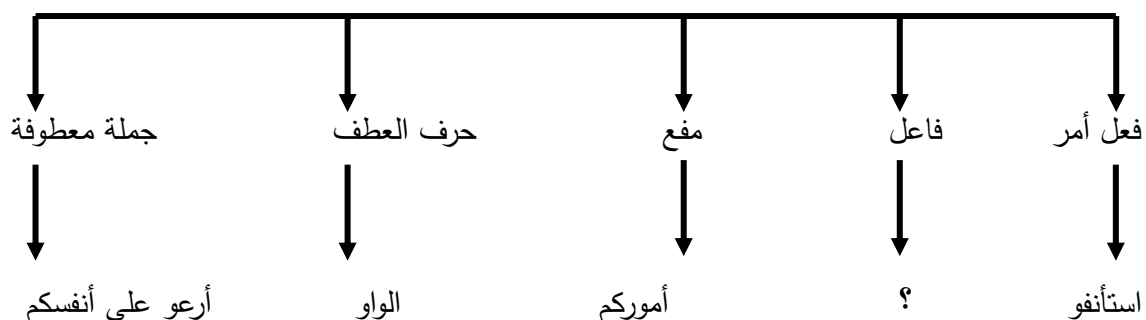 فعل أمر فاعل مفع حرف العطف جملة معطوفة
استأنفو ؟ أموركم الواو أرعو على أنفسكم